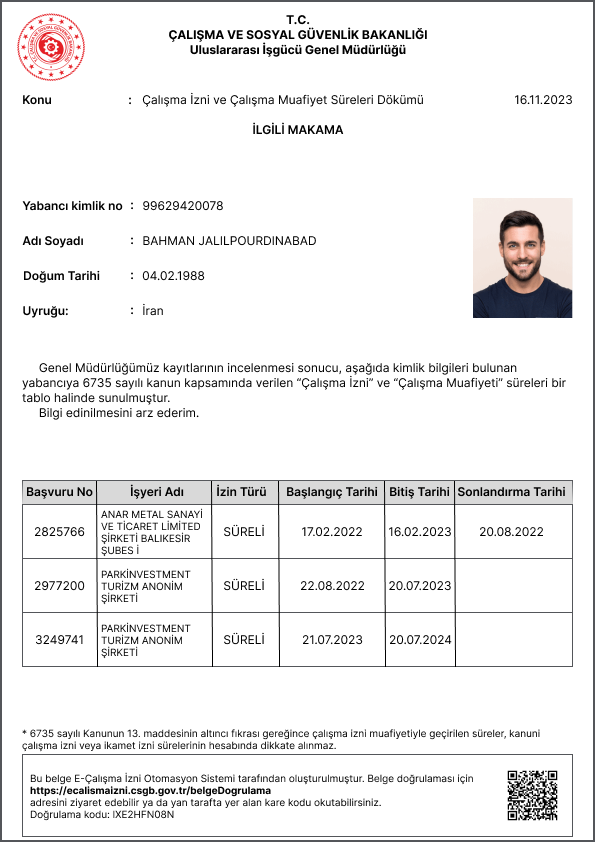 T.C.
ÇALIŞMA VE SOSYAL GÜVENLİK BAKANLIĞI
Uluslararası İşgücü Genel Müdürlüğü
Konu : Çalışma İzni ve Çalışma Muafiyet Süreleri Dökümü 16.11.2023
İLGİLİ MAKAMA
Yabancı kimlik no : 99629420078
Adı Soyadı : BAHMAN JALILPOURDINABAD
Doğum Tarihi : 04.02.1988
Uyruğu: : İran
Genel Müdürlüğümüz kayıtlarının incelenmesi sonucu, aşağıda kimlik bilgileri bulunan
yabancıya 6735 sayılı kanun kapsamında verilen “Çalışma İzni” ve “Çalışma Muafiyeti” süreleri bir
tablo halinde sunulmuştur.
Bilgi edinilmesini arz ederim.
Başvuru No İşyeri Adı İzin Türü Başlangıç Tarihi Bitiş Tarihi Sonlandırma Tarihi
2825766 ANAR METAL SANAYİ VE TİCARET LİMİTED ŞİRKETİ BALIKESİR ŞUBES İ SÜRELİ 17.02.2022 16.02.2023 20.08.2022
2977200 PARKİNVESTMENT TURİZM ANONİM ŞİRKETİ SÜRELİ 22.08.2022 20.07.2023
3249741 PARKİNVESTMENT TURİZM ANONİM ŞİRKETİ SÜRELİ 21.07.2023 20.07.2024
* 6735 sayılı Kanunun 13. maddesinin altıncı fıkrası gereğince çalışma izni muafiyetiyle geçirilen süreler, kanuni
çalışma izni veya ikamet izni sürelerinin hesabında dikkate alınmaz.
Bu belge E-Çalışma İzni Otomasyon Sistemi tarafından oluşturulmuştur. Belge doğrulaması için
https://ecalismaizni.csgb.gov.tr/belgeDogrulama
adresini ziyaret edebilir ya da yan tarafta yer alan kare kodu okutabilirsiniz.
Doğrulama kodu: IXE2HFN08N